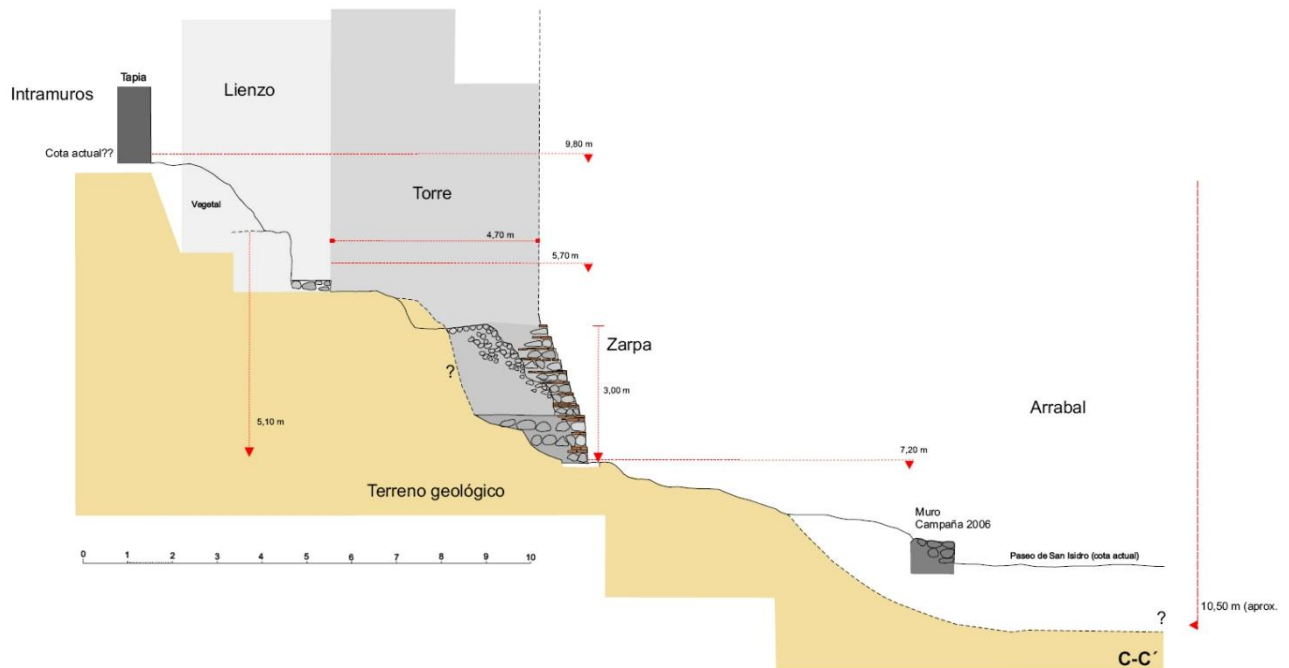 Tapia
Intramuros
Lienzo
Cota actual??
9,80 m
Vegetal
Torre
4,70 m
5,70 m
Zarpa
?
3,00 m
5,10 m
Arrabal
7,20 m
Terreno geológico
Muro
Campaña 2006
0 1 2 3 4 5 6 7 8 9 10
Paseo de San Isidro (cota actual)
?
10,50 m (aprox.
C-C´